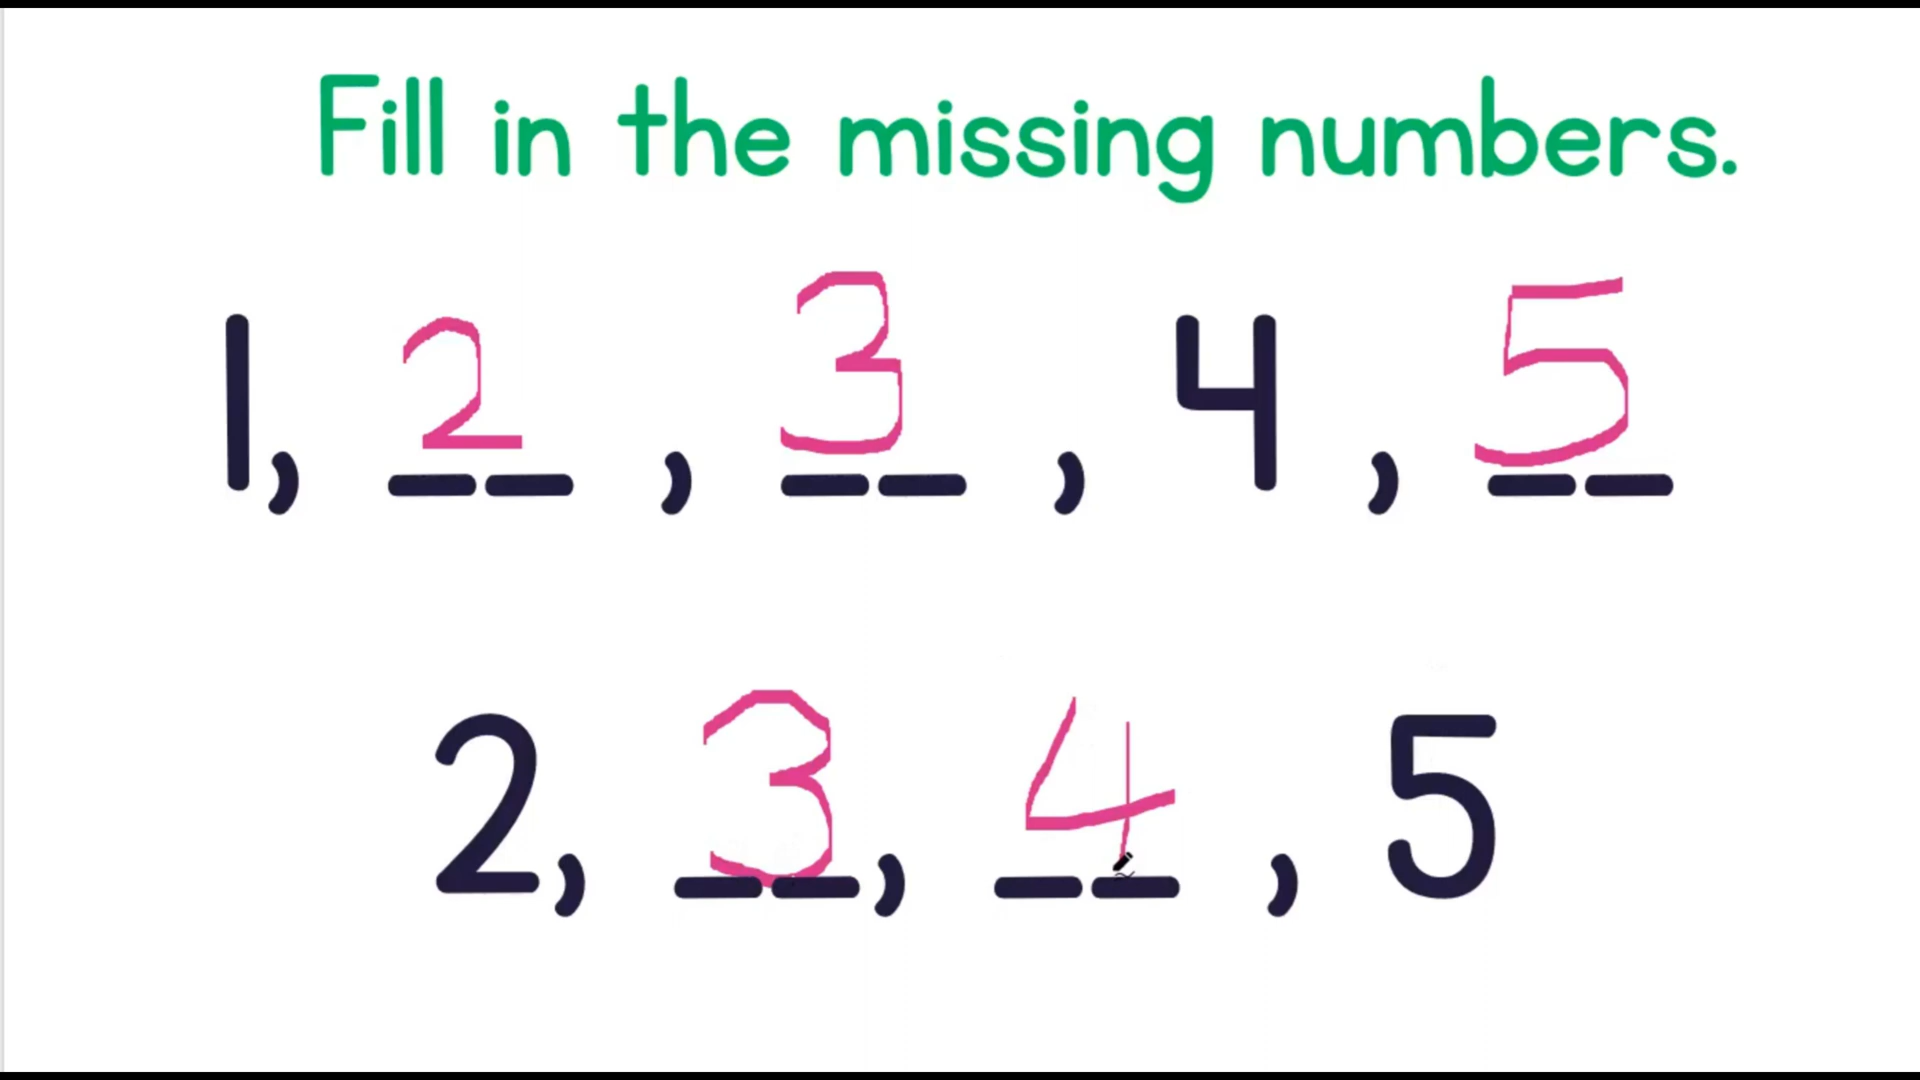 Fill in the missing numbers.
1, 2, 3, 4, 5
2, 3, 4, 5